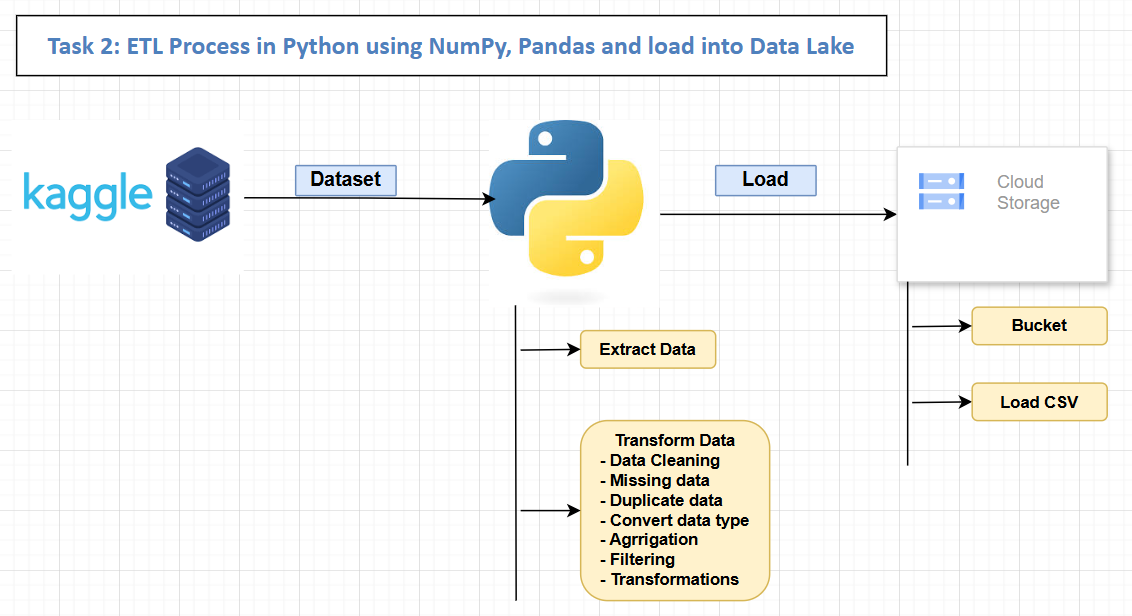 Task 2: ETL Process in Python using NumPy, Pandas and load into Data Lake
kaggle
Dataset
Load
Cloud
Storage
Extract Data
Transform Data
- Data Cleaning
- Missing data
- Duplicate data
- Convert data type
- Agrrigation
- Filtering
- Transformations
Bucket
Load CSV